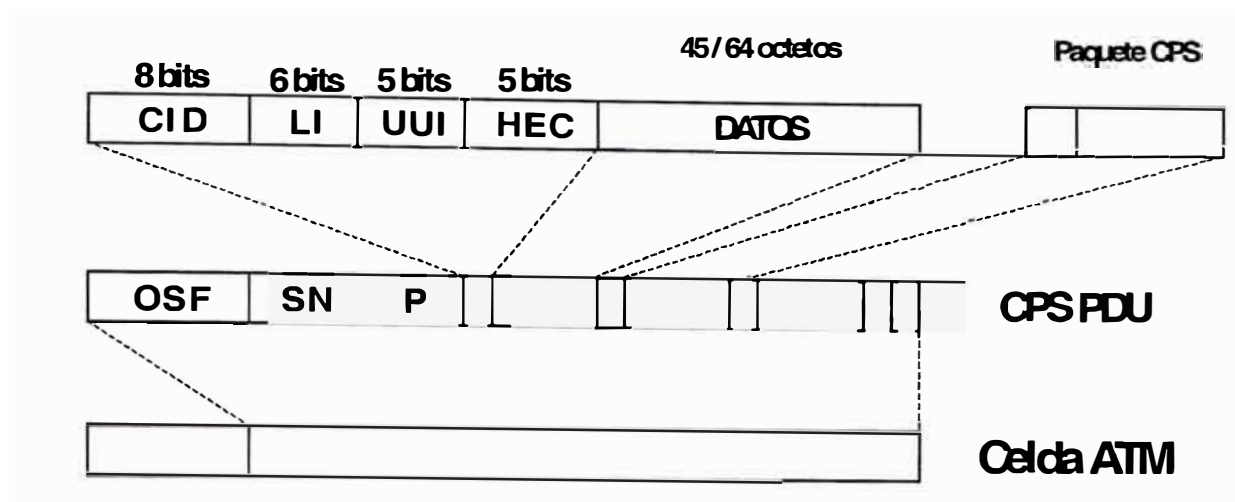 45/64 octetos Paquete CPS
8 bits 6 bits 5 bits 5 bits
CID LI UUI HEC DATOS
OSF SN P CPS PDU
Celda ATM